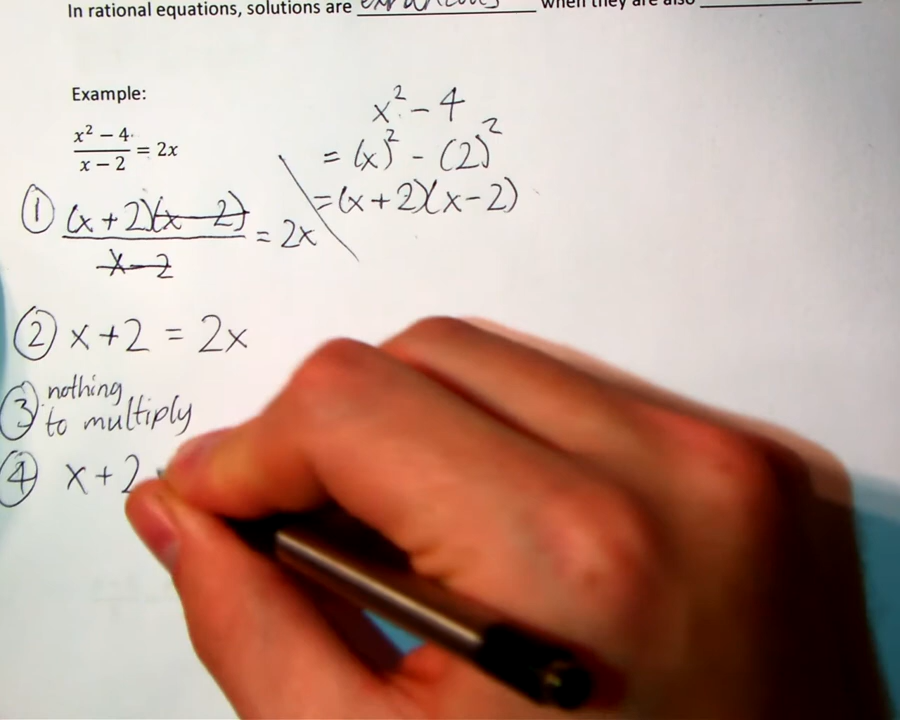 In rational equations, solutions are extraneous when they are also
Example:
x² − 4
x − 2 = 2x
x² − 4
= (x)² − (2)²
= (x+2)(x−2)
① (x+2)(x−2) = 2x
x−2
② x+2 = 2x
③ nothing
to multiply
④ x+2